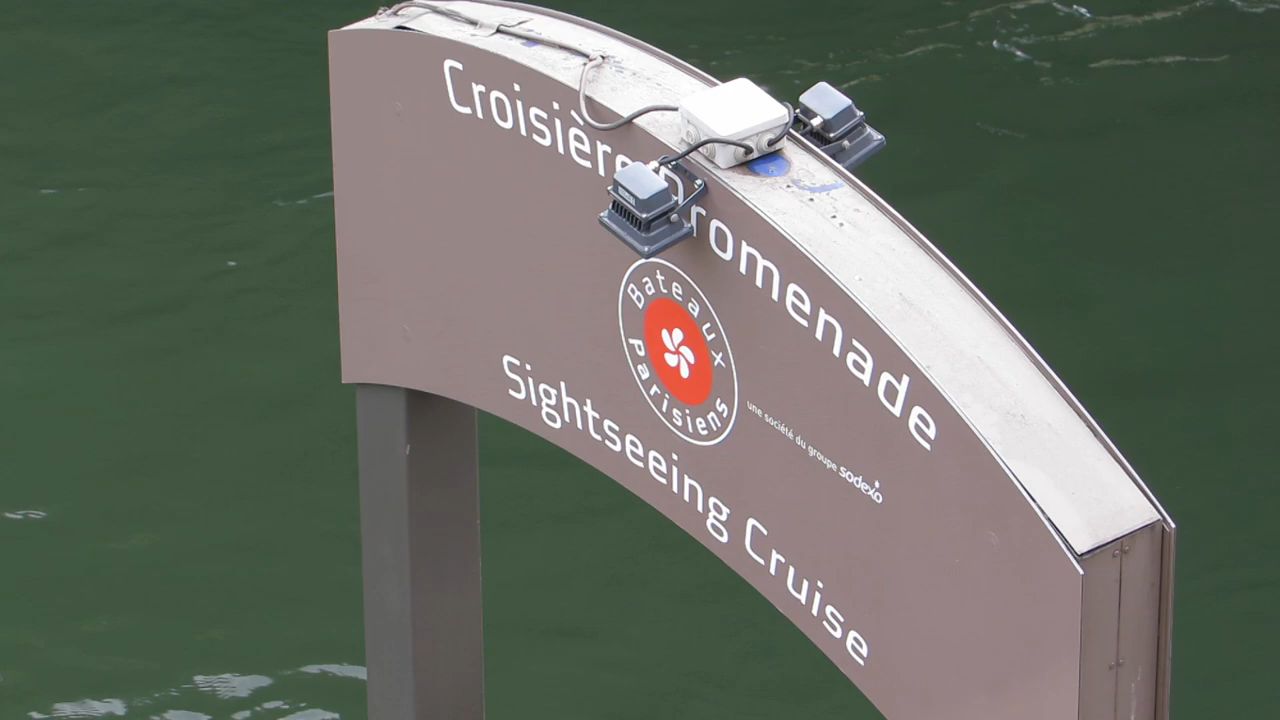 Croisière Promenade
Bateaux
Parisiens
une société du groupe sodexo
Sightseeing Cruise